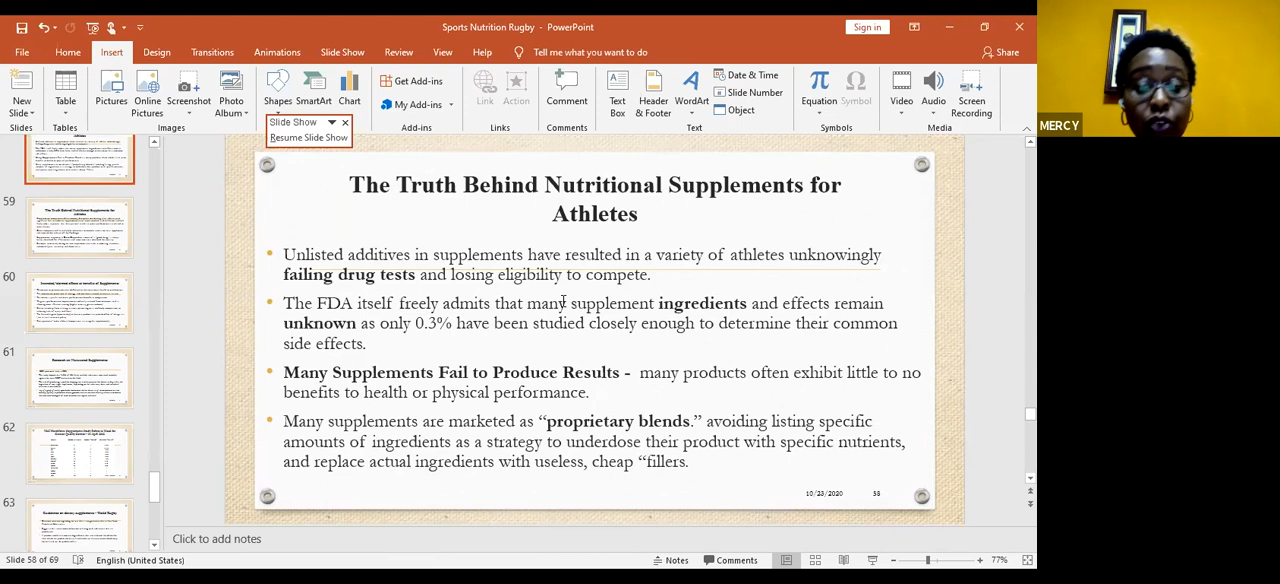 Sports Nutrition Rugby - PowerPoint
Sign in
File Home Insert Design Transitions Animations Slide Show Review View Help Tell me what you want to do Share
New Slide
Table
Pictures
Online Pictures
Screenshot
Photo Album
Shapes
SmartArt
Chart
Get Add-ins
My Add-ins
Link
Action
Comment
Text Box
Header & Footer
WordArt
Date & Time
Slide Number
Object
Equation
Symbol
Video
Audio
Screen Recording
Slides Tables Images Add-ins Links Comments Text Symbols Media
Slide Show
Resume Slide Show
MERCY
59
60
61
62
63
The Truth Behind Nutritional Supplements for
Athletes
Unlisted additives in supplements have resulted in a variety of athletes unknowingly
failing drug tests and losing eligibility to compete.
The FDA itself freely admits that many supplement ingredients and effects remain
unknown as only 0.3% have been studied closely enough to determine their common
side effects.
Many Supplements Fail to Produce Results - many products often exhibit little to no
benefits to health or physical performance.
Many supplements are marketed as “proprietary blends.” avoiding listing specific
amounts of ingredients as a strategy to underdose their product with specific nutrients,
and replace actual ingredients with useless, cheap “fillers.
10/23/2020 58
Click to add notes
Slide 58 of 69 English (United States) Notes Comments 77%